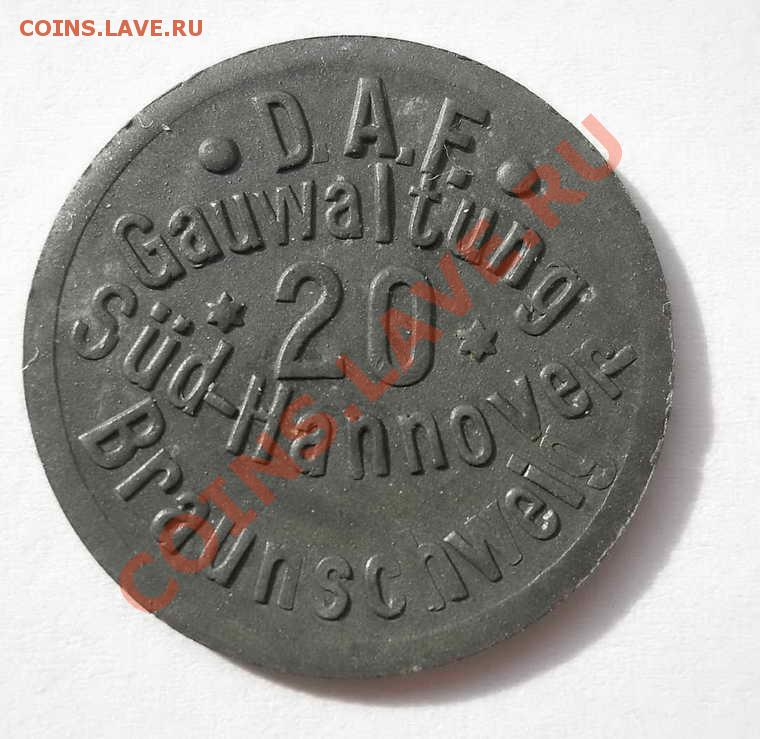 COINS.LAVE.RU
• D.A.F. •
Gauwaltung
* 20 *
Süd-Hannover
Braunschweig
COINS.LAVE.RU